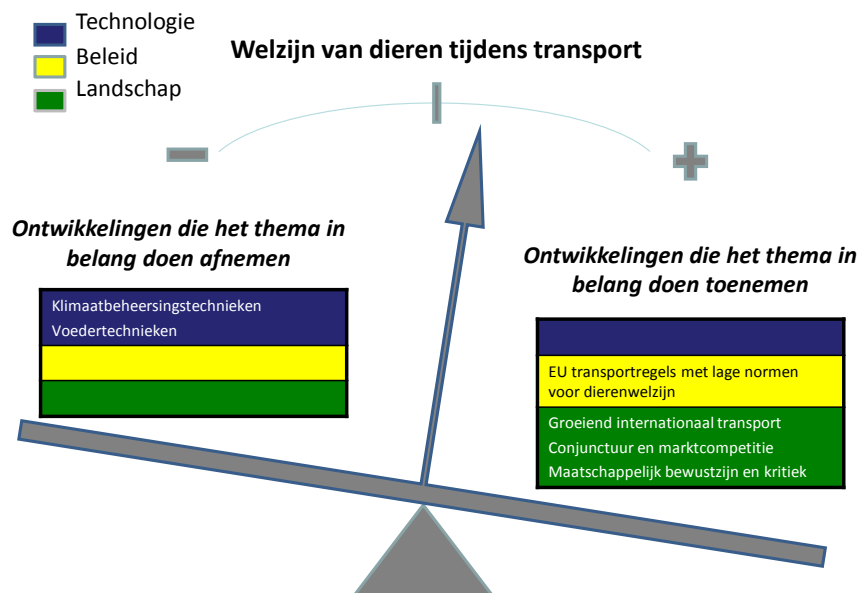 Technologie
Beleid
Landschap
Welzijn van dieren tijdens transport
Ontwikkelingen die het thema in
belang doen afnemen
Klimaatbeheersingstechnieken
Voedertechnieken
Ontwikkelingen die het thema in
belang doen toenemen
EU transportregels met lage normen
voor dierenwelzijn
Groeiend internationaal transport
Conjunctuur en marktcompetitie
Maatschappelijk bewustzijn en kritiek